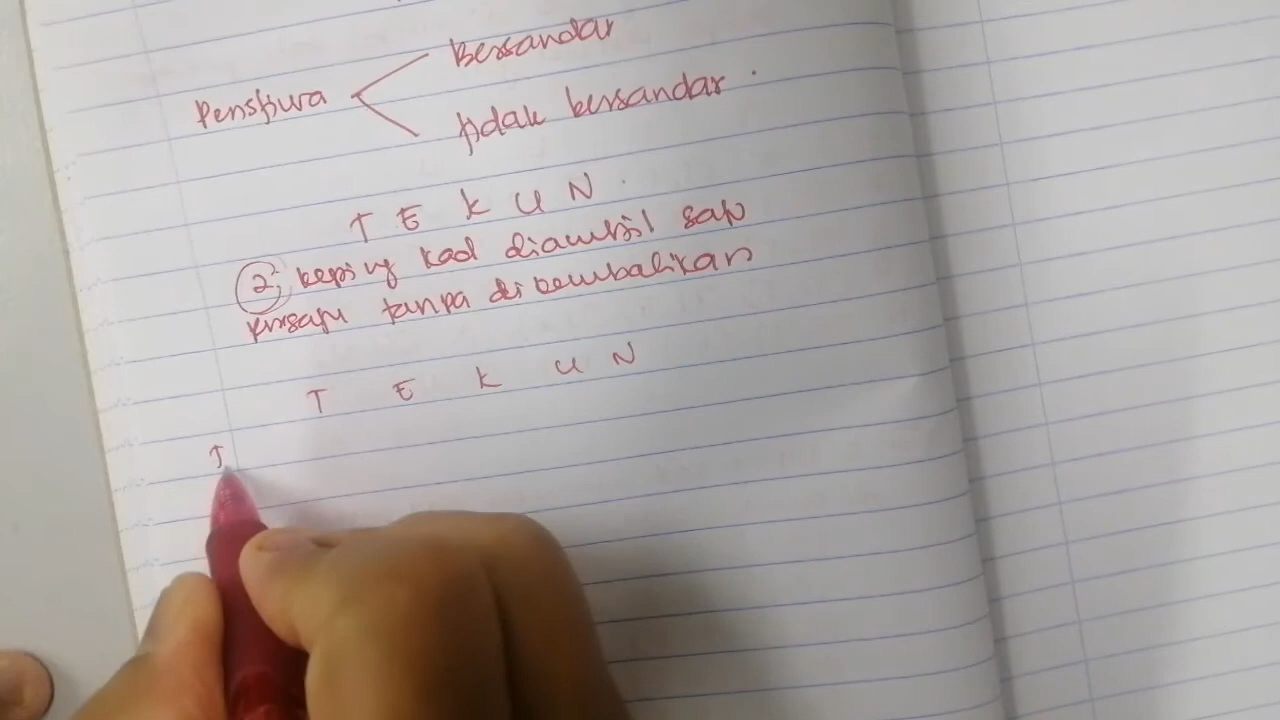 Bersandar
Peristiwa
Tidak bersandar.
T E K U N.
2 keping kad diambil satu
persatu tanpa dikembalikan
T E K U N
T